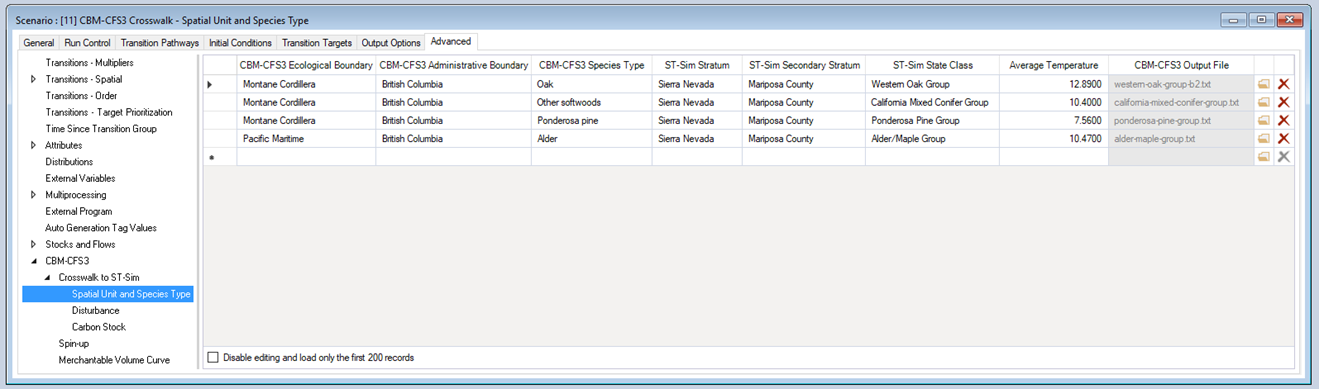 Scenario : [11] CBM-CFS3 Crosswalk - Spatial Unit and Species Type
General Run Control Transition Pathways Initial Conditions Transition Targets Output Options Advanced
Transitions - Multipliers
Transitions - Spatial
Transitions - Order
Transitions - Target Prioritization
Time Since Transition Group
Attributes
Distributions
External Variables
Multiprocessing
External Program
Auto Generation Tag Values
Stocks and Flows
CBM-CFS3
Crosswalk to ST-Sim
Spatial Unit and Species Type
Disturbance
Carbon Stock
Spin-up
Merchantable Volume Curve
CBM-CFS3 Ecological Boundary CBM-CFS3 Administrative Boundary CBM-CFS3 Species Type ST-Sim Stratum ST-Sim Secondary Stratum ST-Sim State Class Average Temperature CBM-CFS3 Output File
Montane Cordillera British Columbia Oak Sierra Nevada Mariposa County Western Oak Group 12.8900 western-oak-group-b2.txt
Montane Cordillera British Columbia Other softwoods Sierra Nevada Mariposa County California Mixed Conifer Group 10.4000 california-mixed-conifer-group.txt
Montane Cordillera British Columbia Ponderosa pine Sierra Nevada Mariposa County Ponderosa Pine Group 7.5600 ponderosa-pine-group.txt
Pacific Maritime British Columbia Alder Sierra Nevada Mariposa County Alder/Maple Group 10.4700 alder-maple-group.txt
Disable editing and load only the first 200 records